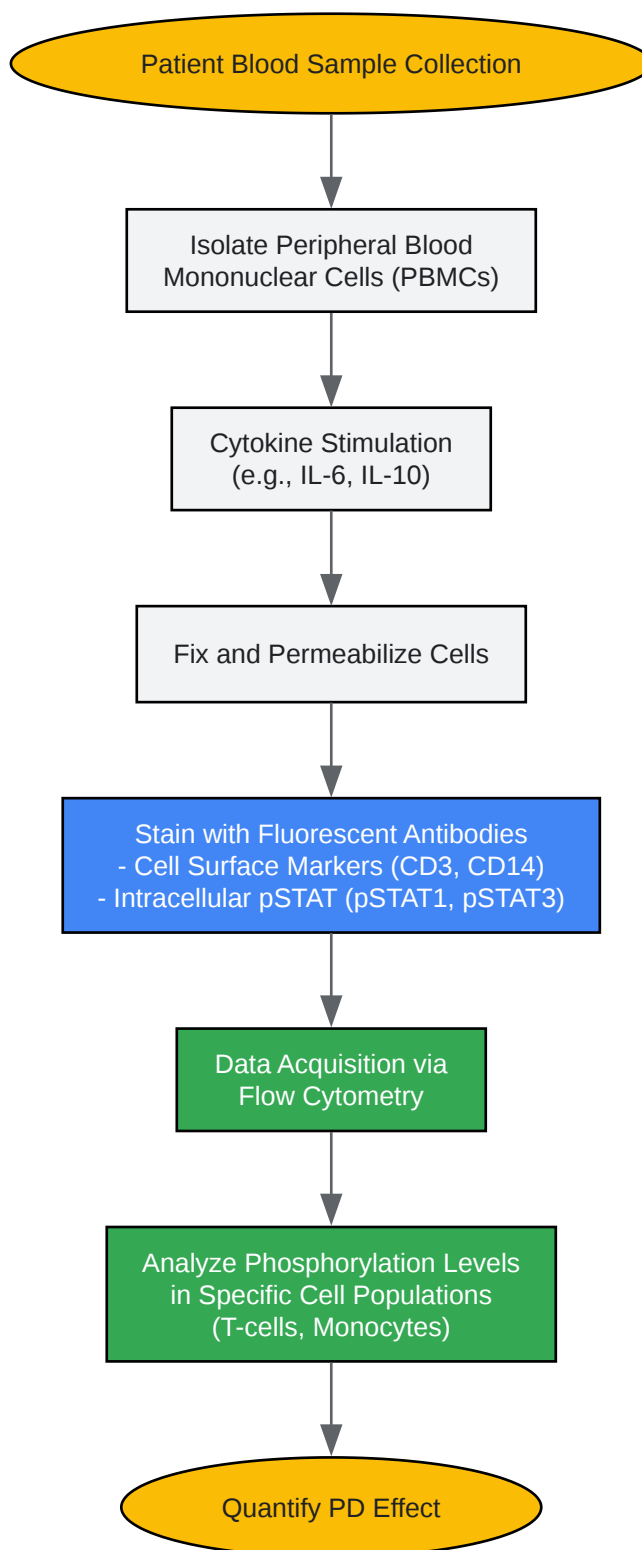 Patient Blood Sample Collection
Isolate Peripheral Blood
Mononuclear Cells (PBMCs)
Cytokine Stimulation
(e.g., IL-6, IL-10)
Fix and Permeabilize Cells
Stain with Fluorescent Antibodies
- Cell Surface Markers (CD3, CD14)
- Intracellular pSTAT (pSTAT1, pSTAT3)
Data Acquisition via
Flow Cytometry
Analyze Phosphorylation Levels
in Specific Cell Populations
(T-cells, Monocytes)
Quantify PD Effect